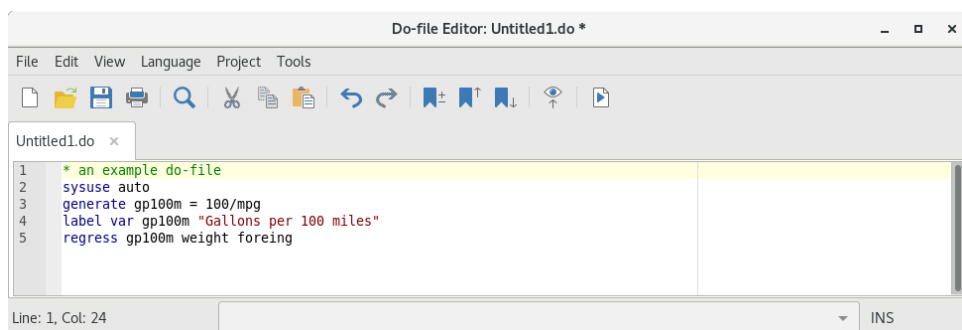 Do-file Editor: Untitled1.do *
File Edit View Language Project Tools
Untitled1.do
1 * an example do-file
2 sysuse auto
3 generate gp100m = 100/mpg
4 label var gp100m "Gallons per 100 miles"
5 regress gp100m weight foreing
Line: 1, Col: 24 INS